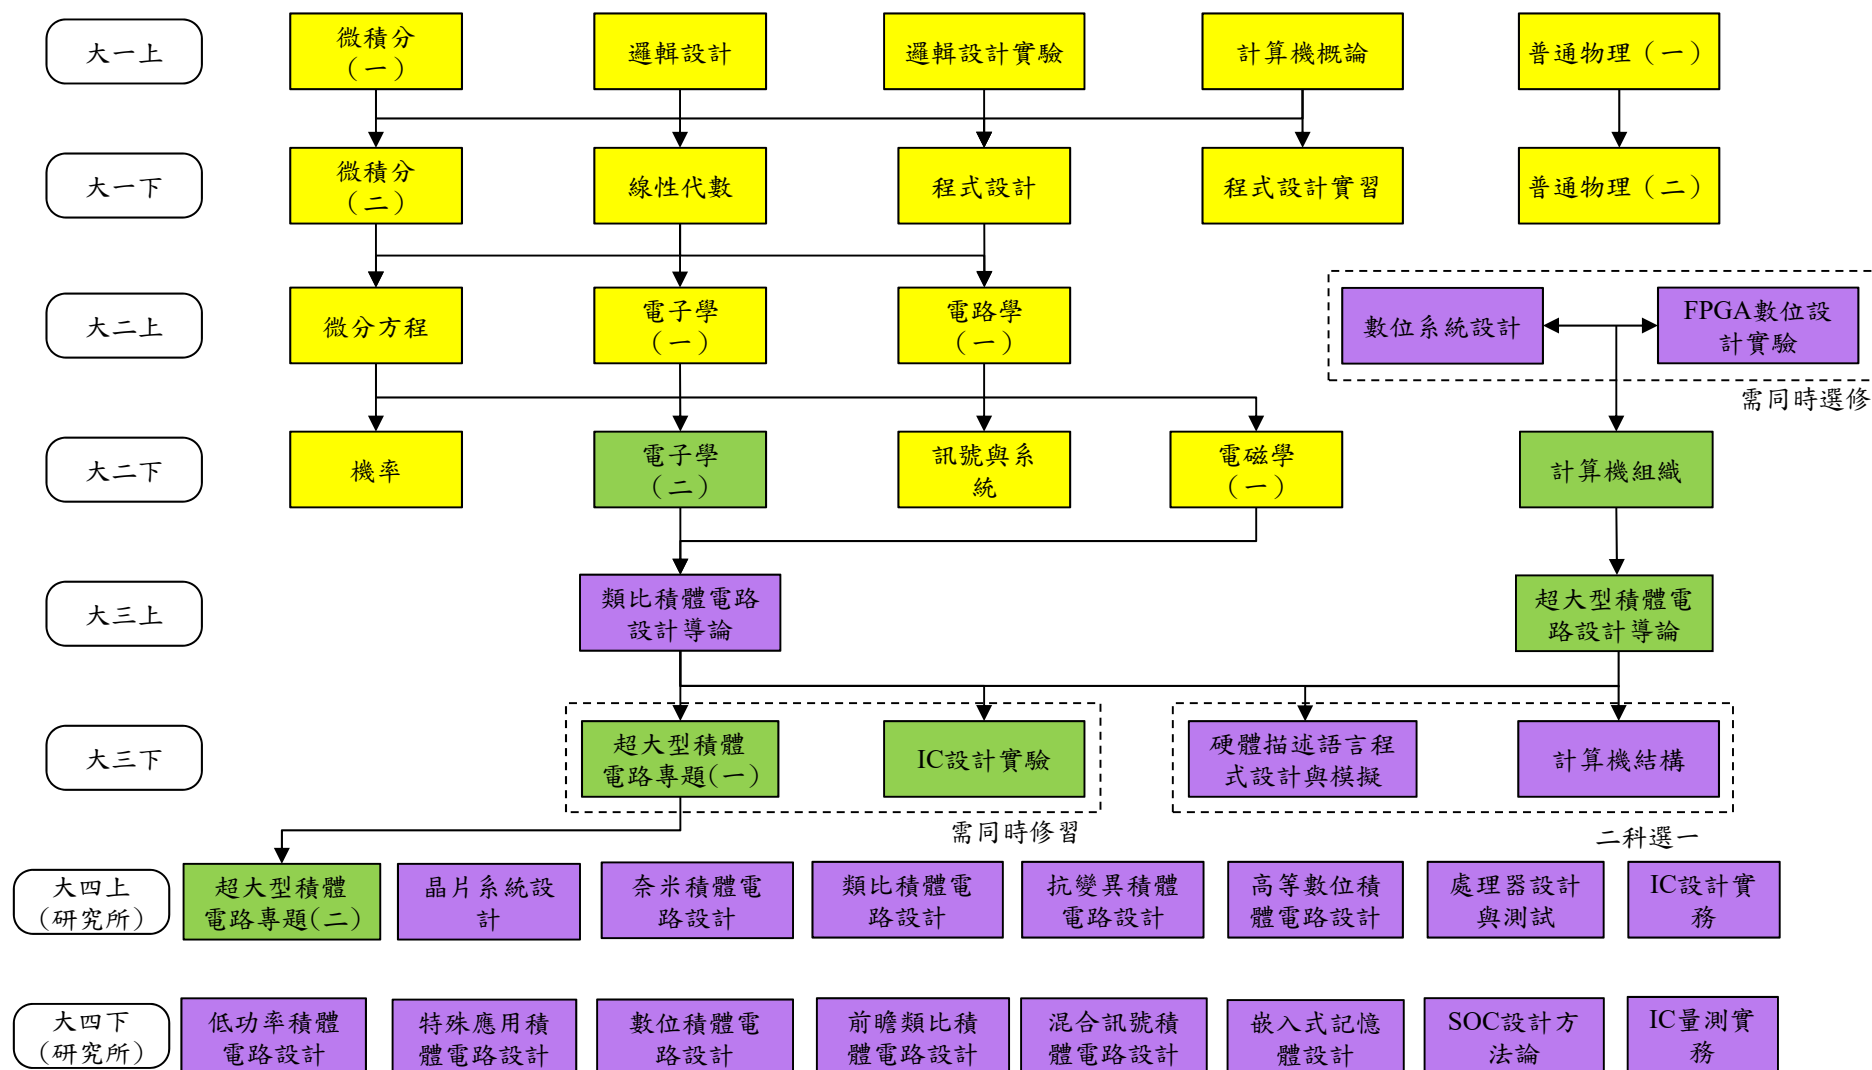 大一上
微積分
（一）
邏輯設計
邏輯設計實驗
計算機概論
普通物理（一）
大一下
微積分
（二）
線性代數
程式設計
程式設計實習
普通物理（二）
大二上
微分方程
電子學
（一）
電路學
（一）
數位系統設計
FPGA數位設
計實驗
需同時選修
大二下
機率
電子學
（二）
訊號與系
統
電磁學
（一）
計算機組織
大三上
類比積體電路
設計導論
超大型積體電
路設計導論
大三下
超大型積體
電路專題(一)
IC設計實驗
硬體描述語言程
式設計與模擬
計算機結構
需同時修習
二科選一
大四上
(研究所)
超大型積體
電路專題(二)
晶片系統設
計
奈米積體電
路設計
類比積體電
路設計
抗變異積體
電路設計
高等數位積
體電路設計
處理器設計
與測試
IC設計實
務
大四下
(研究所)
低功率積體
電路設計
特殊應用積
體電路設計
數位積體電
路設計
前瞻類比積
體電路設計
混合訊號積
體電路設計
嵌入式記憶
體設計
SOC設計方
法論
IC量測實
務